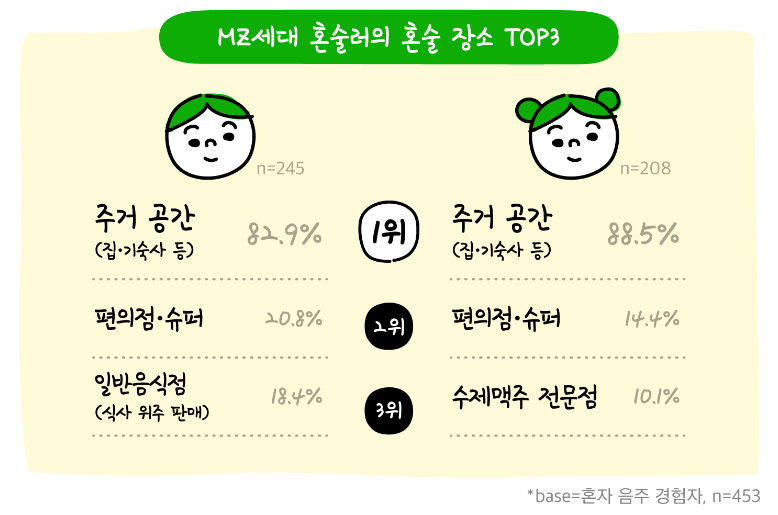 MZ세대 혼술러의 혼술 장소 TOP3
n=245
n=208
주거 공간
(집·기숙사 등)
82.9%
1위
주거 공간
(집·기숙사 등)
88.5%
편의점·슈퍼
20.8%
2위
편의점·슈퍼
14.4%
일반음식점
(식사 위주 판매)
18.4%
3위
수제맥주 전문점
10.1%
*base=혼자 음주 경험자, n=453